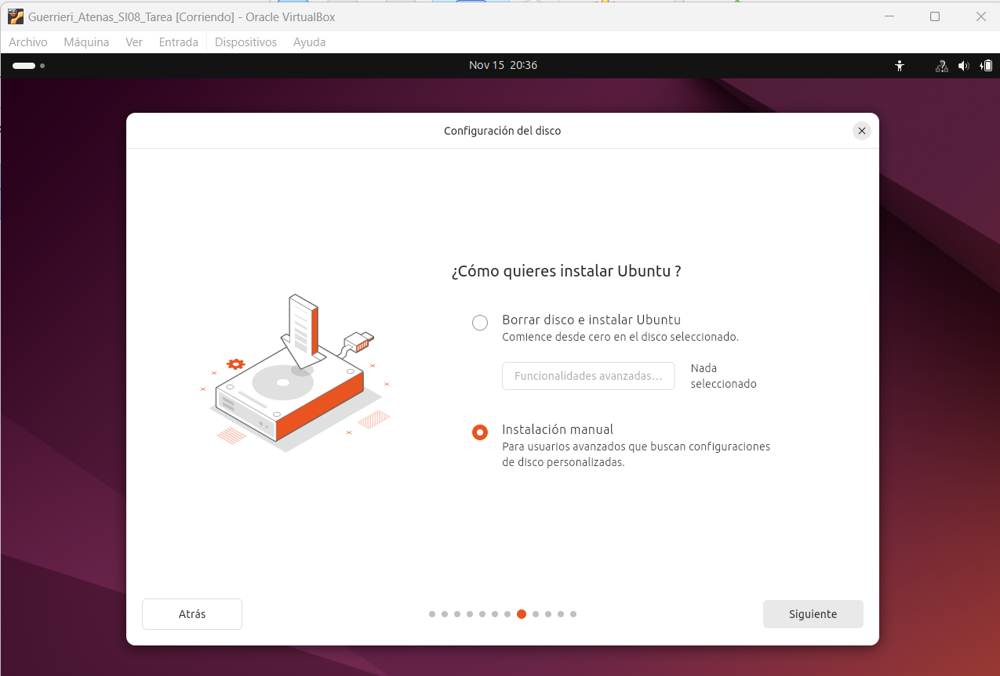 Guerrieri_Atenas_SI08_Tarea [Corriendo] - Oracle VirtualBox
Archivo Máquina Ver Entrada Dispositivos Ayuda
Nov 15 20:36
Configuración del disco
¿Cómo quieres instalar Ubuntu ?
Borrar disco e instalar Ubuntu
Comience desde cero en el disco seleccionado.
Funcionalidades avanzadas...
Nada
seleccionado
Instalación manual
Para usuarios avanzados que buscan configuraciones
de disco personalizadas.
Atrás
Siguiente